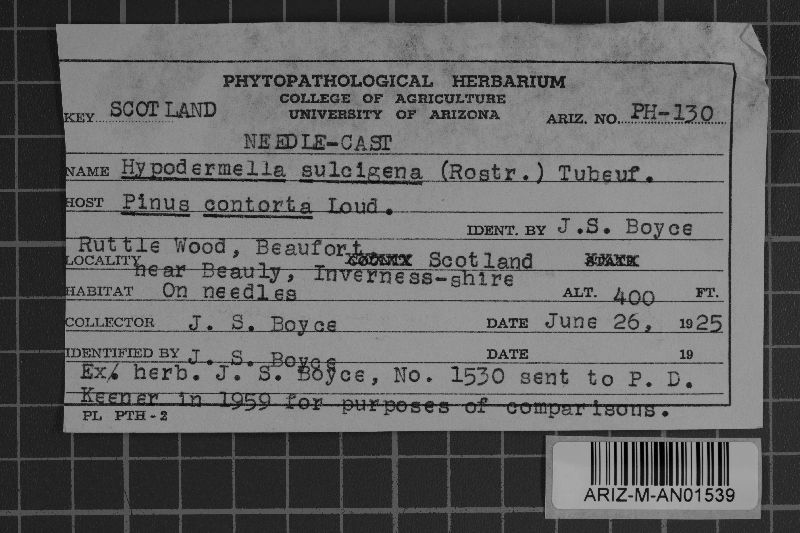 PHYTOPATHOLOGICAL HERBARIUM
COLLEGE OF AGRICULTURE
KEY SCOTLAND UNIVERSITY OF ARIZONA ARIZ. NO. PH-130
NEEDLE-CAST
NAME Hypodermella sulcigena (Rostr.) Tubeuf.
HOST Pinus contorta Loud.
IDENT. BY J.S. Boyce
Ruttle Wood, Beaufort
LOCALITY COUNTY Scotland STATE
near Beauly, Inverness-shire
HABITAT On needles ALT. 400 FT.
COLLECTOR J. S. Boyce DATE June 26, 1925
IDENTIFIED BY J. S. Boyce DATE 19
Ex. herb. J. S. Boyce, No. 1530 sent to P. D.
Keener in 1959 for purposes of comparisons.
PL PTH-2
ARIZ-M-AN01539